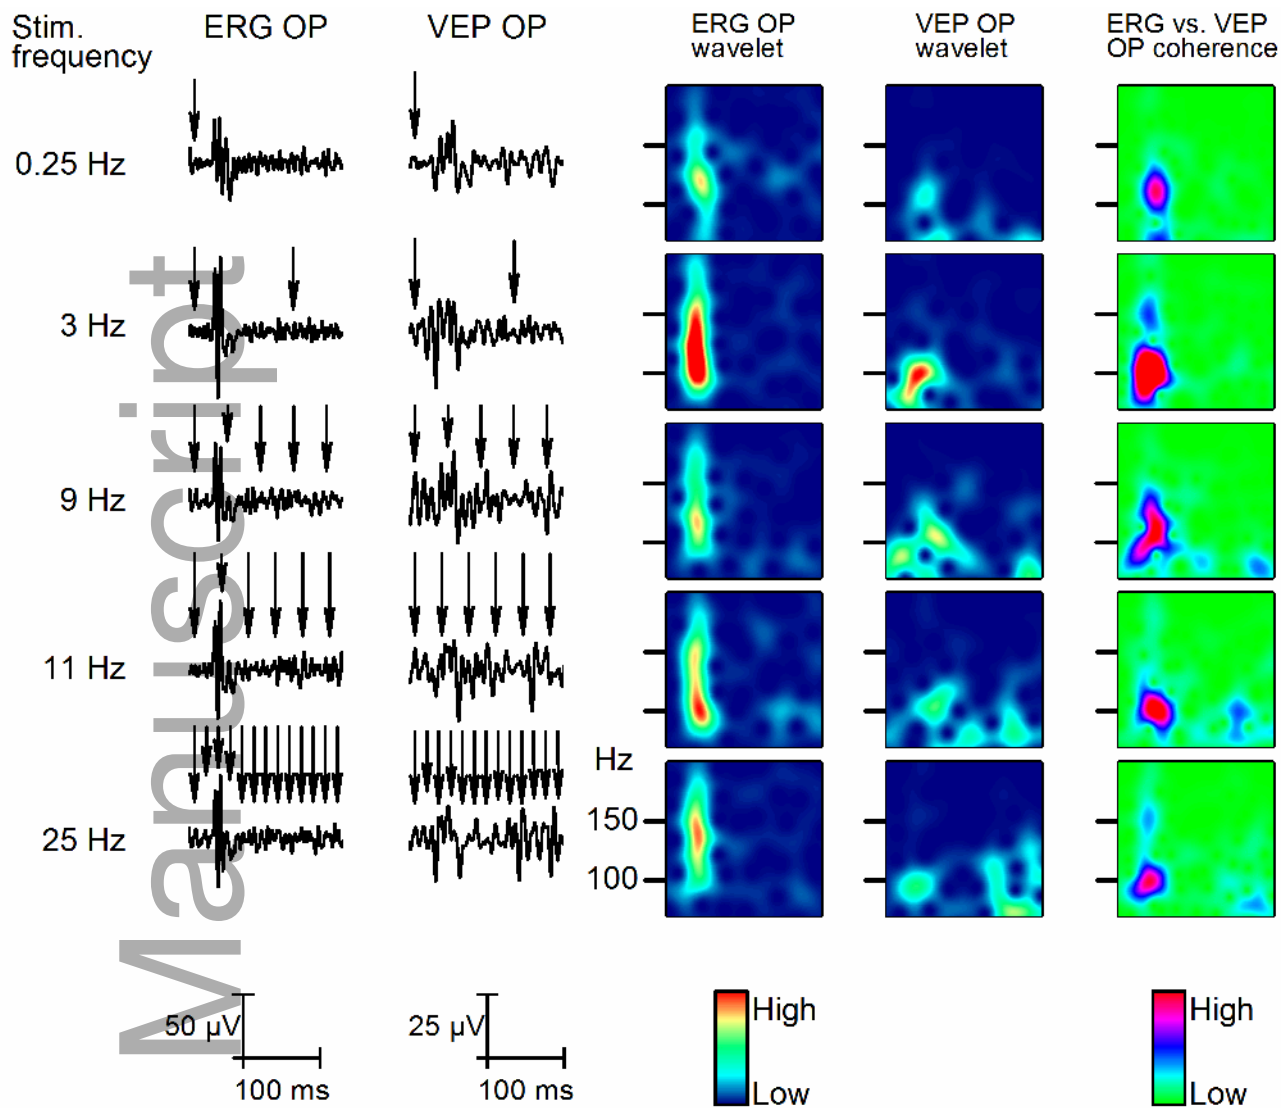 Stim.
frequency
ERG OP
VEP OP
ERG OP
wavelet
VEP OP
wavelet
ERG vs. VEP
OP coherence
0.25 Hz
3 Hz
9 Hz
11 Hz
25 Hz
Hz
150
100
50 µV
100 ms
25 µV
100 ms
High
Low
High
Low
Manuscript